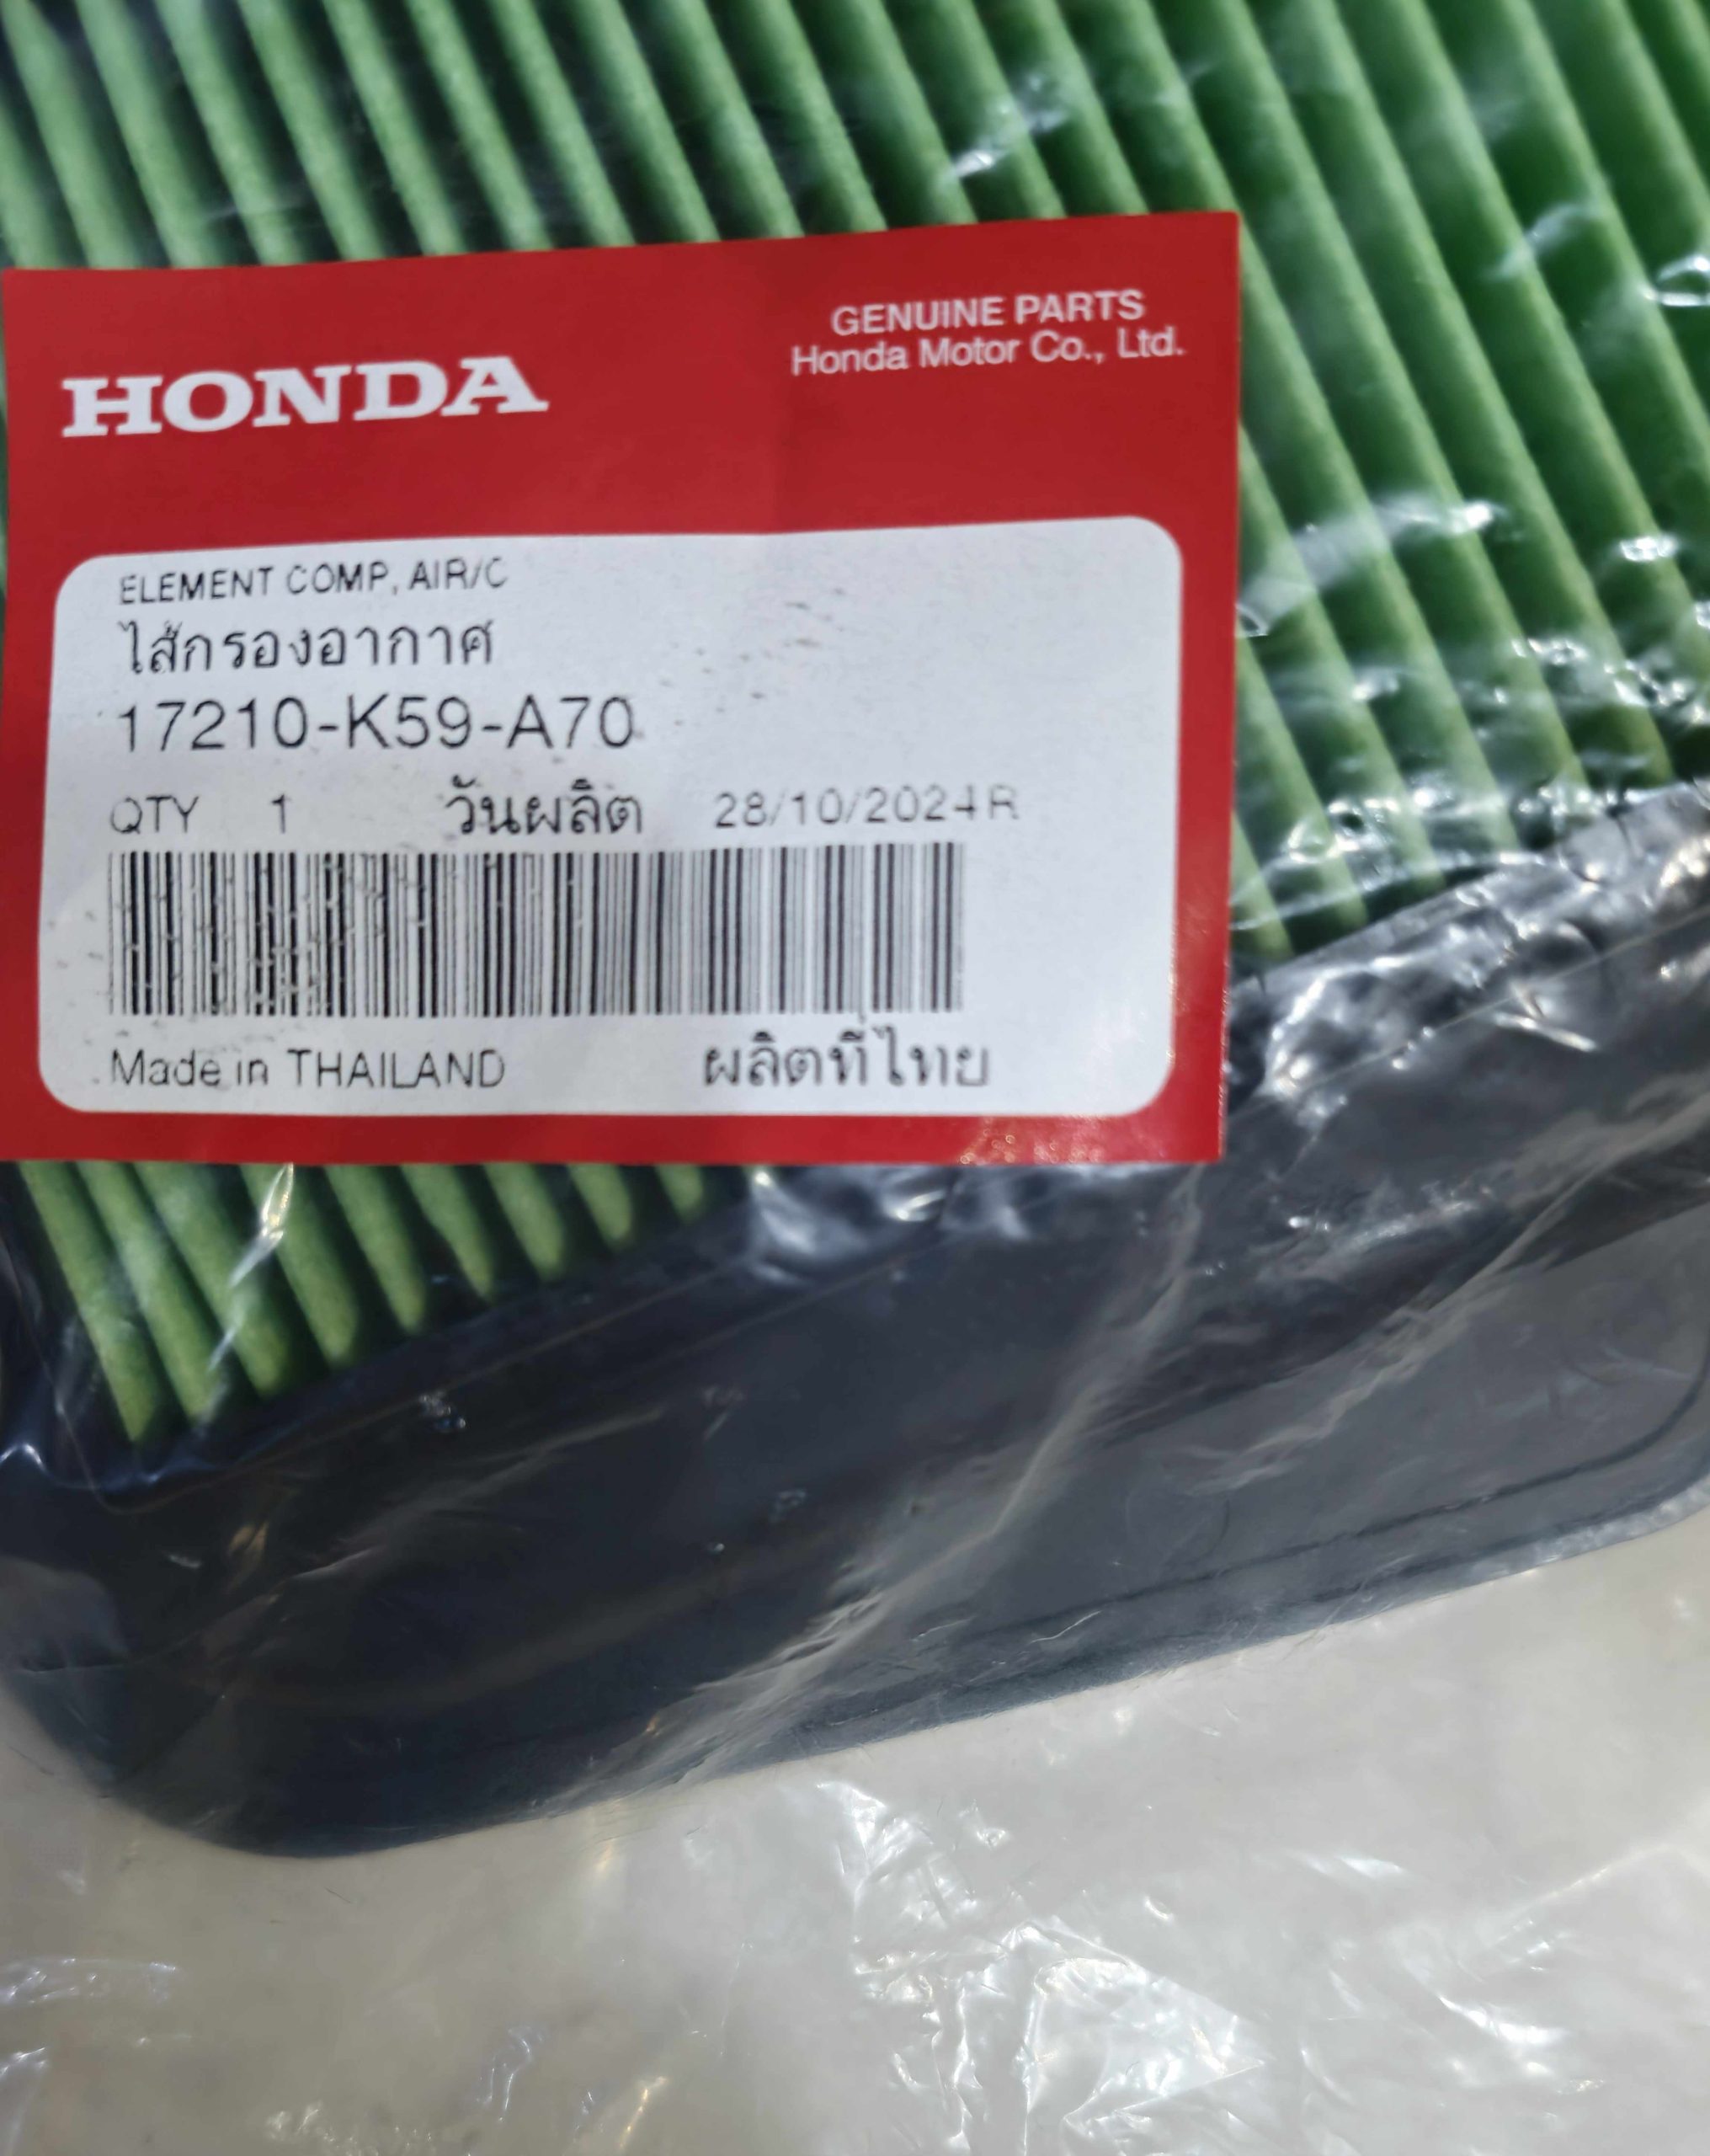 HONDA
GENUINE PARTS
Honda Motor Co., Ltd.
ELEMENT COMP, AIR/C
ไส้กรองอากาศ
17210-K59-A70
QTY 1 วันผลิต 28/10/2024 R
Made in THAILAND ผลิตที่ไทย